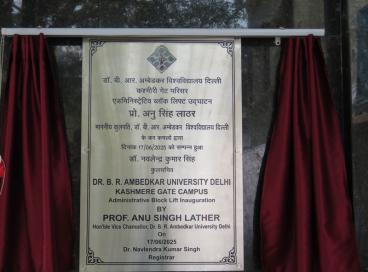 डॉ. बी. आर. अम्बेडकर विश्वविद्यालय दिल्ली
कश्मीरी गेट परिसर
एडमिनिस्ट्रेटिव ब्लॉक लिफ्ट उद्घाटन
प्रो. अनु सिंह लाठर
माननीय कुलपति, डॉ. बी. आर. अम्बेडकर विश्वविद्यालय दिल्ली
के कर कमलों द्वारा
दिनांक 17/06/2025 को सम्पन्न हुआ
डॉ. नवलेन्द्र कुमार सिंह
कुलसचिव
DR. B. R. AMBEDKAR UNIVERSITY DELHI
KASHMERE GATE CAMPUS
Administrative Block Lift Inauguration
BY
PROF. ANU SINGH LATHER
Hon'ble Vice Chancellor, Dr. B. R. Ambedkar University Delhi
On
17/06/2025
Dr. Navlendra Kumar Singh
Registrar